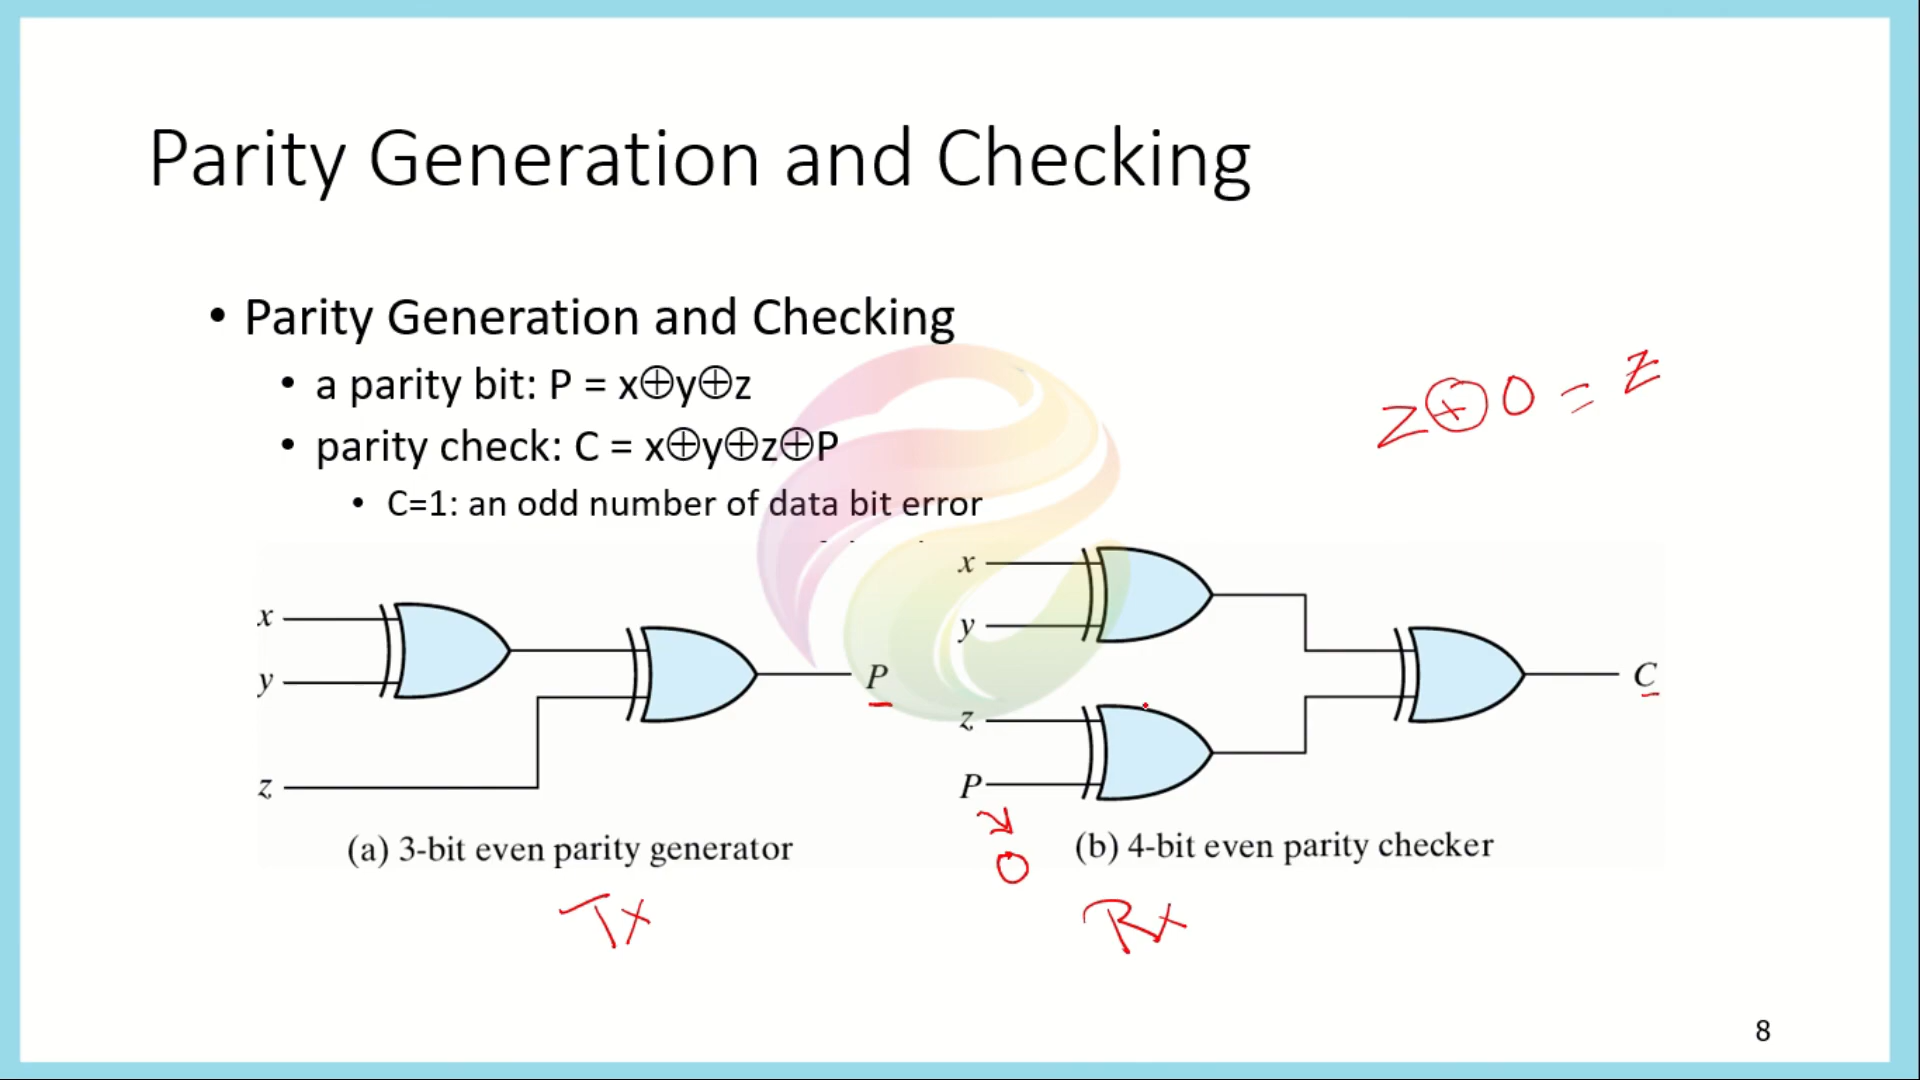 Parity Generation and Checking
• Parity Generation and Checking
• a parity bit: P = x⊕y⊕z
• parity check: C = x⊕y⊕z⊕P
• C=1: an odd number of data bit error
z⊕0 = z
x
y
z
P
x
y
z
P
C
0
(a) 3-bit even parity generator
(b) 4-bit even parity checker
Tx
Rx
8